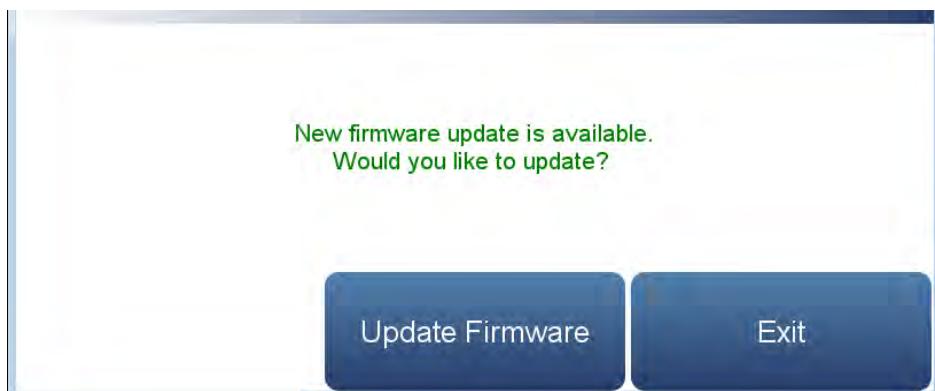 New firmware update is available.
Would you like to update?
Update Firmware
Exit